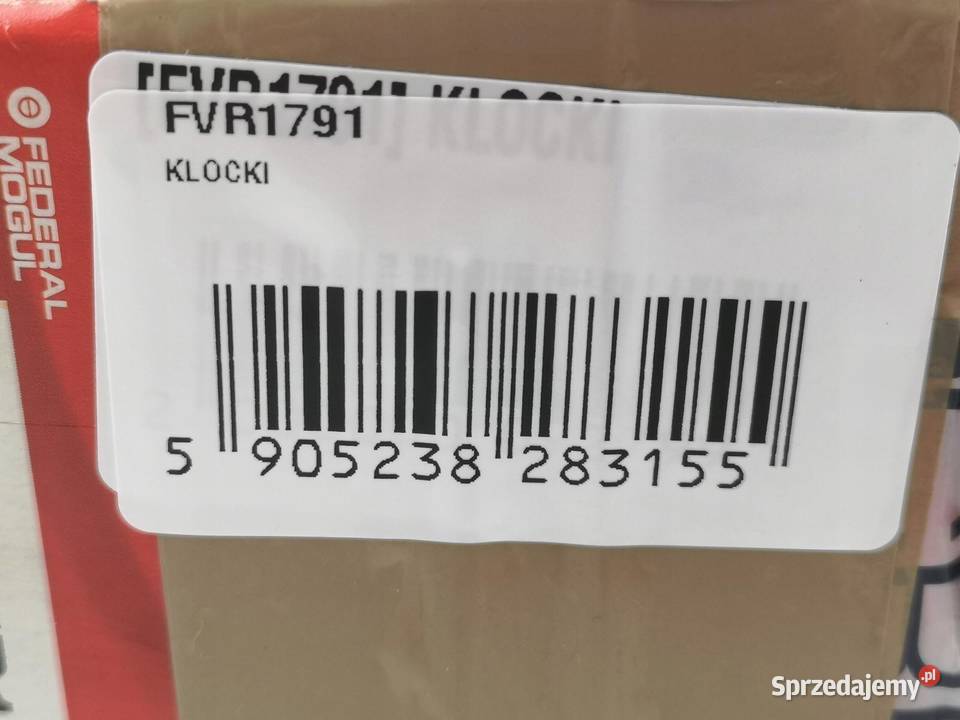 [FVR1791] KLOCKI
FVR1791
KLOCKI
5 905238 283155
FEDERAL
MOGUL
Sprzedajemy.pl